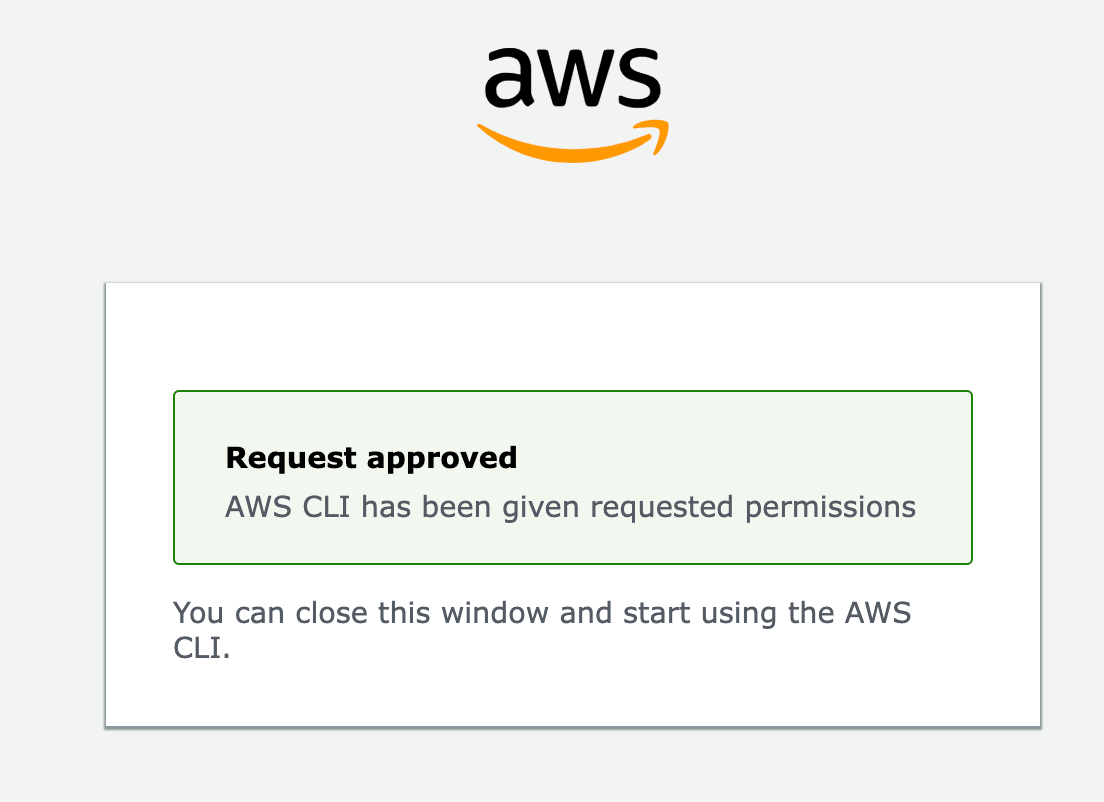 aws
Request approved
AWS CLI has been given requested permissions
You can close this window and start using the AWS
CLI.